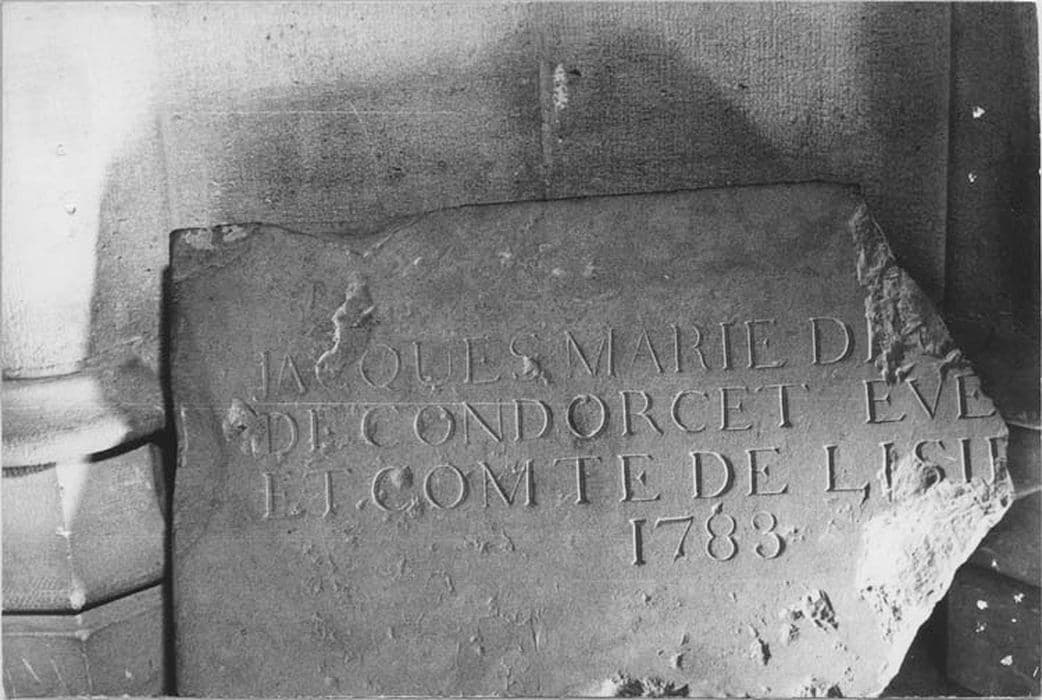 JACQUES MARIE DE
DE CONDORCET EVE
ET COMTE DE LISIE
1783